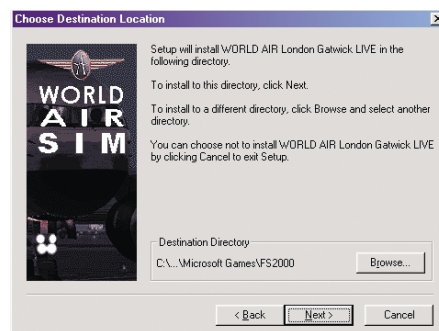 Choose Destination Location
WORLD
AIR
SIM
Setup will install WORLD AIR London Gatwick LIVE in the
following directory.
To install to this directory, click Next.
To install to a different directory, click Browse and select another
directory.
You can choose not to install WORLD AIR London Gatwick LIVE
by clicking Cancel to exit Setup.
Destination Directory
C:\...\Microsoft Games\FS2000
Browse...
< Back
Next >
Cancel